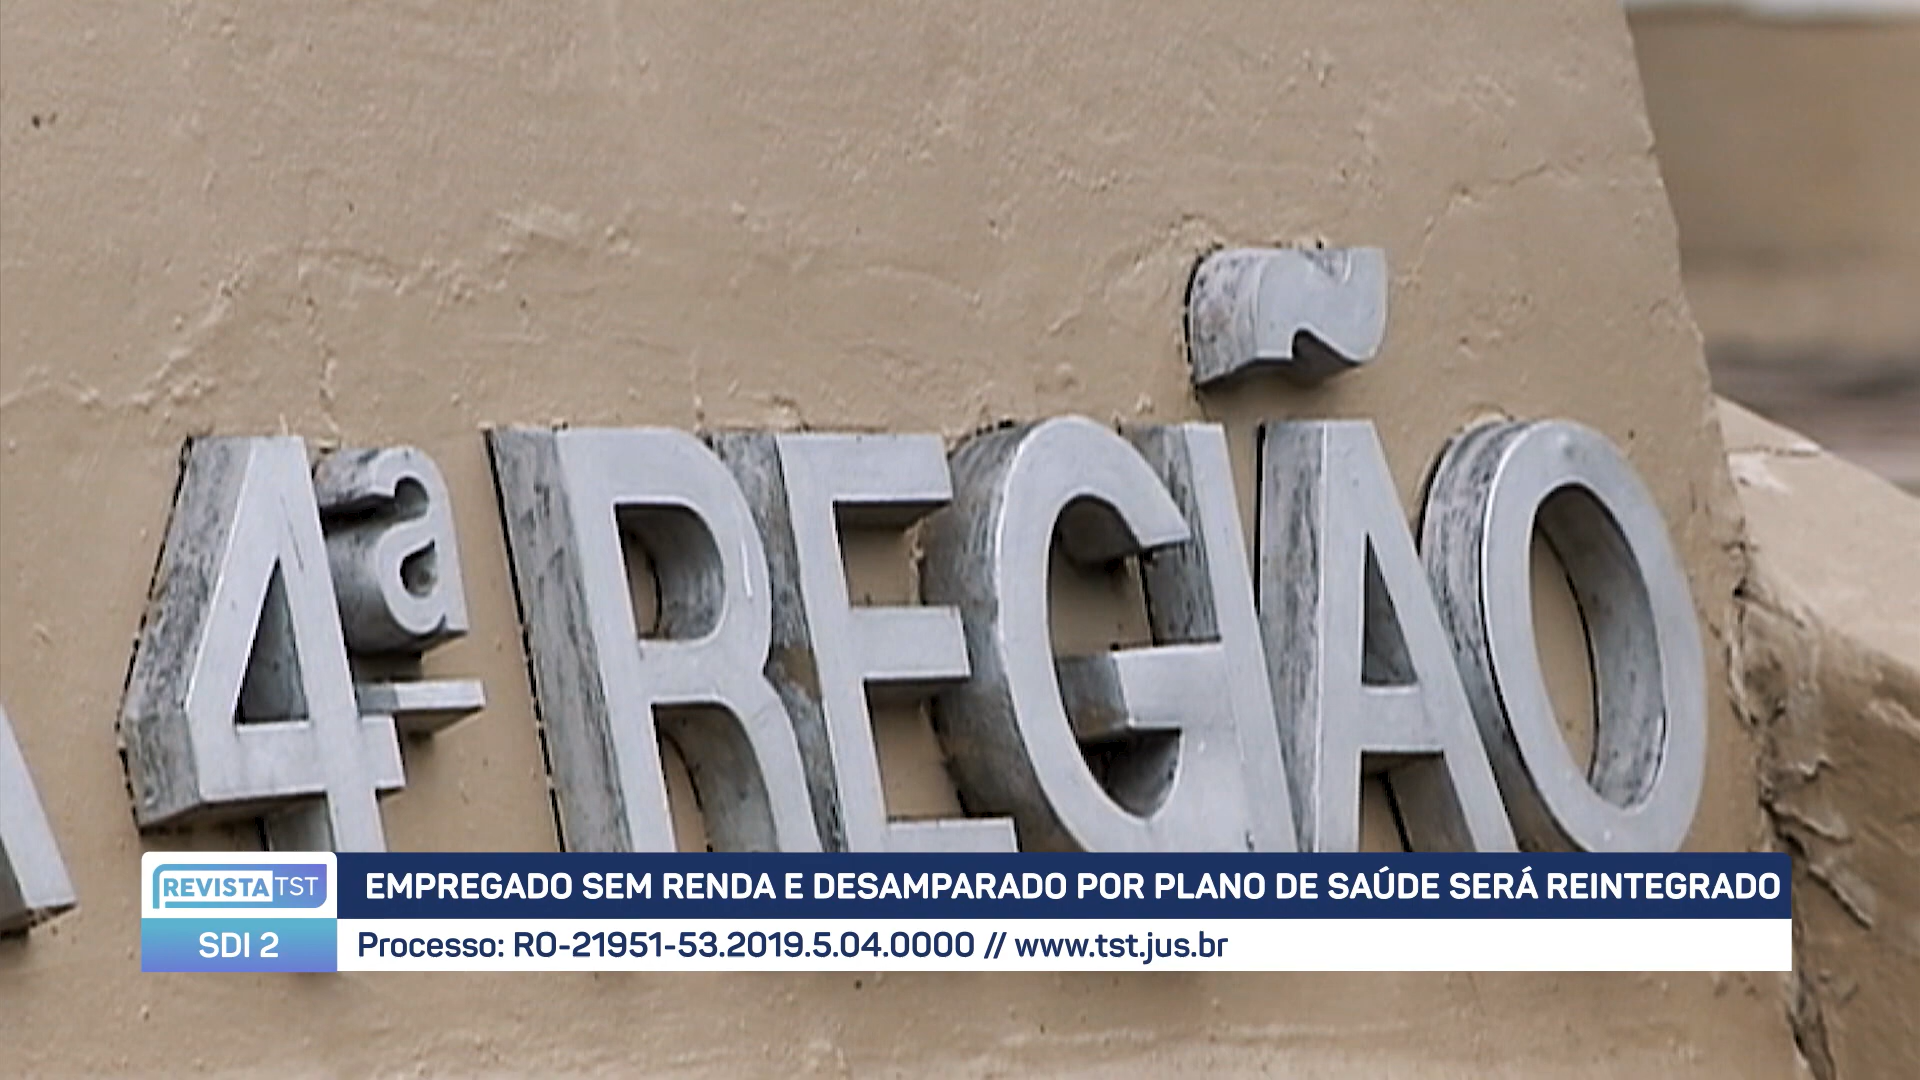 4ª REGIÃO
REVISTA TST
EMPREGADO SEM RENDA E DESAMPARADO POR PLANO DE SAÚDE SERÁ REINTEGRADO
SDI 2
Processo: RO-21951-53.2019.5.04.0000 // www.tst.jus.br